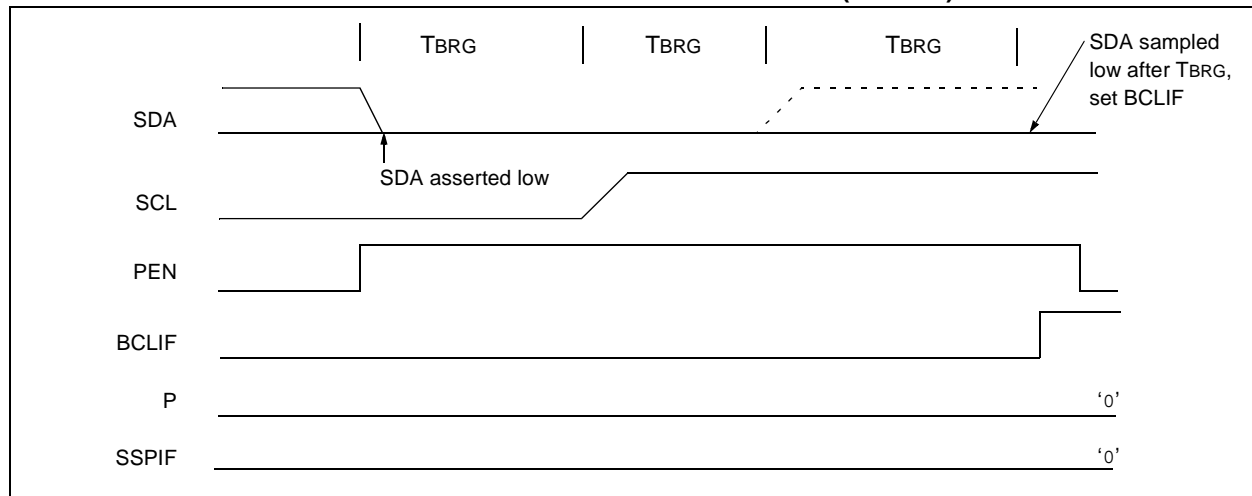 TBRG TBRG TBRG
SDA sampled
low after TBRG,
set BCLIF
SDA
SDA asserted low
SCL
PEN
BCLIF
P
'0'
SSPIF
'0'